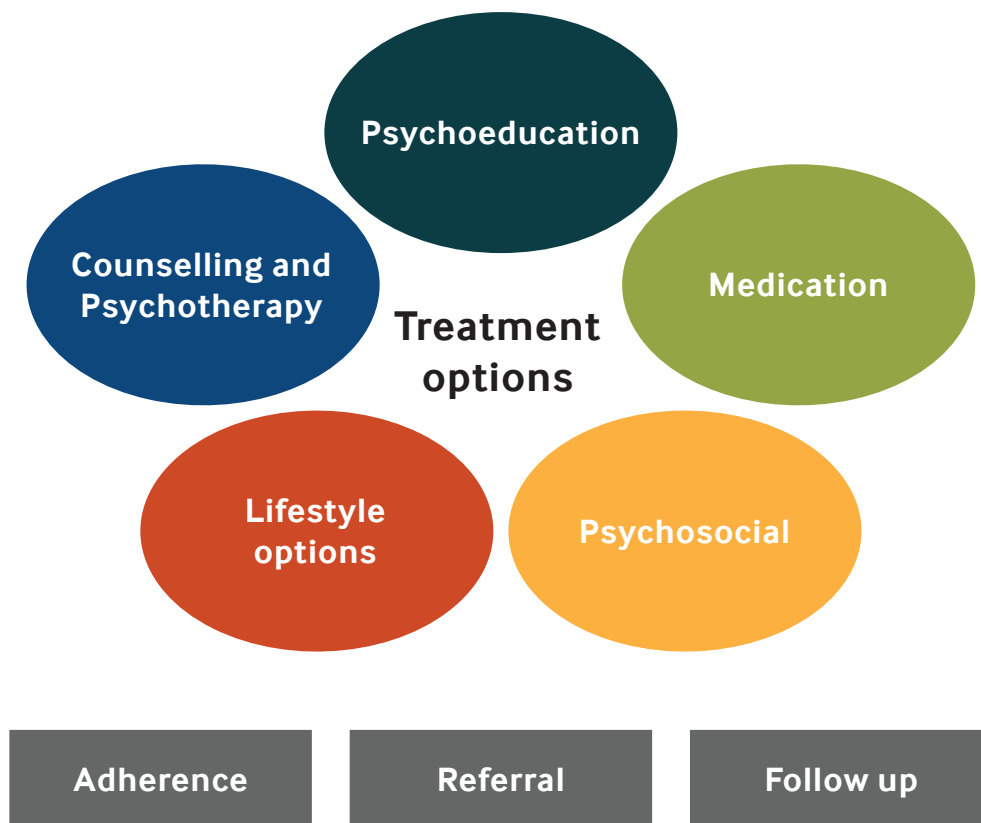 Psychoeducation
Counselling and
Psychotherapy
Medication
Treatment
options
Lifestyle
options
Psychosocial
Adherence
Referral
Follow up